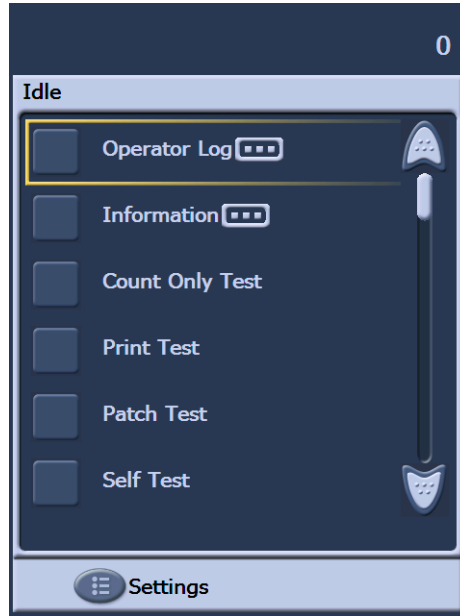 0
Idle
Operator Log
Information
Count Only Test
Print Test
Patch Test
Self Test
Settings